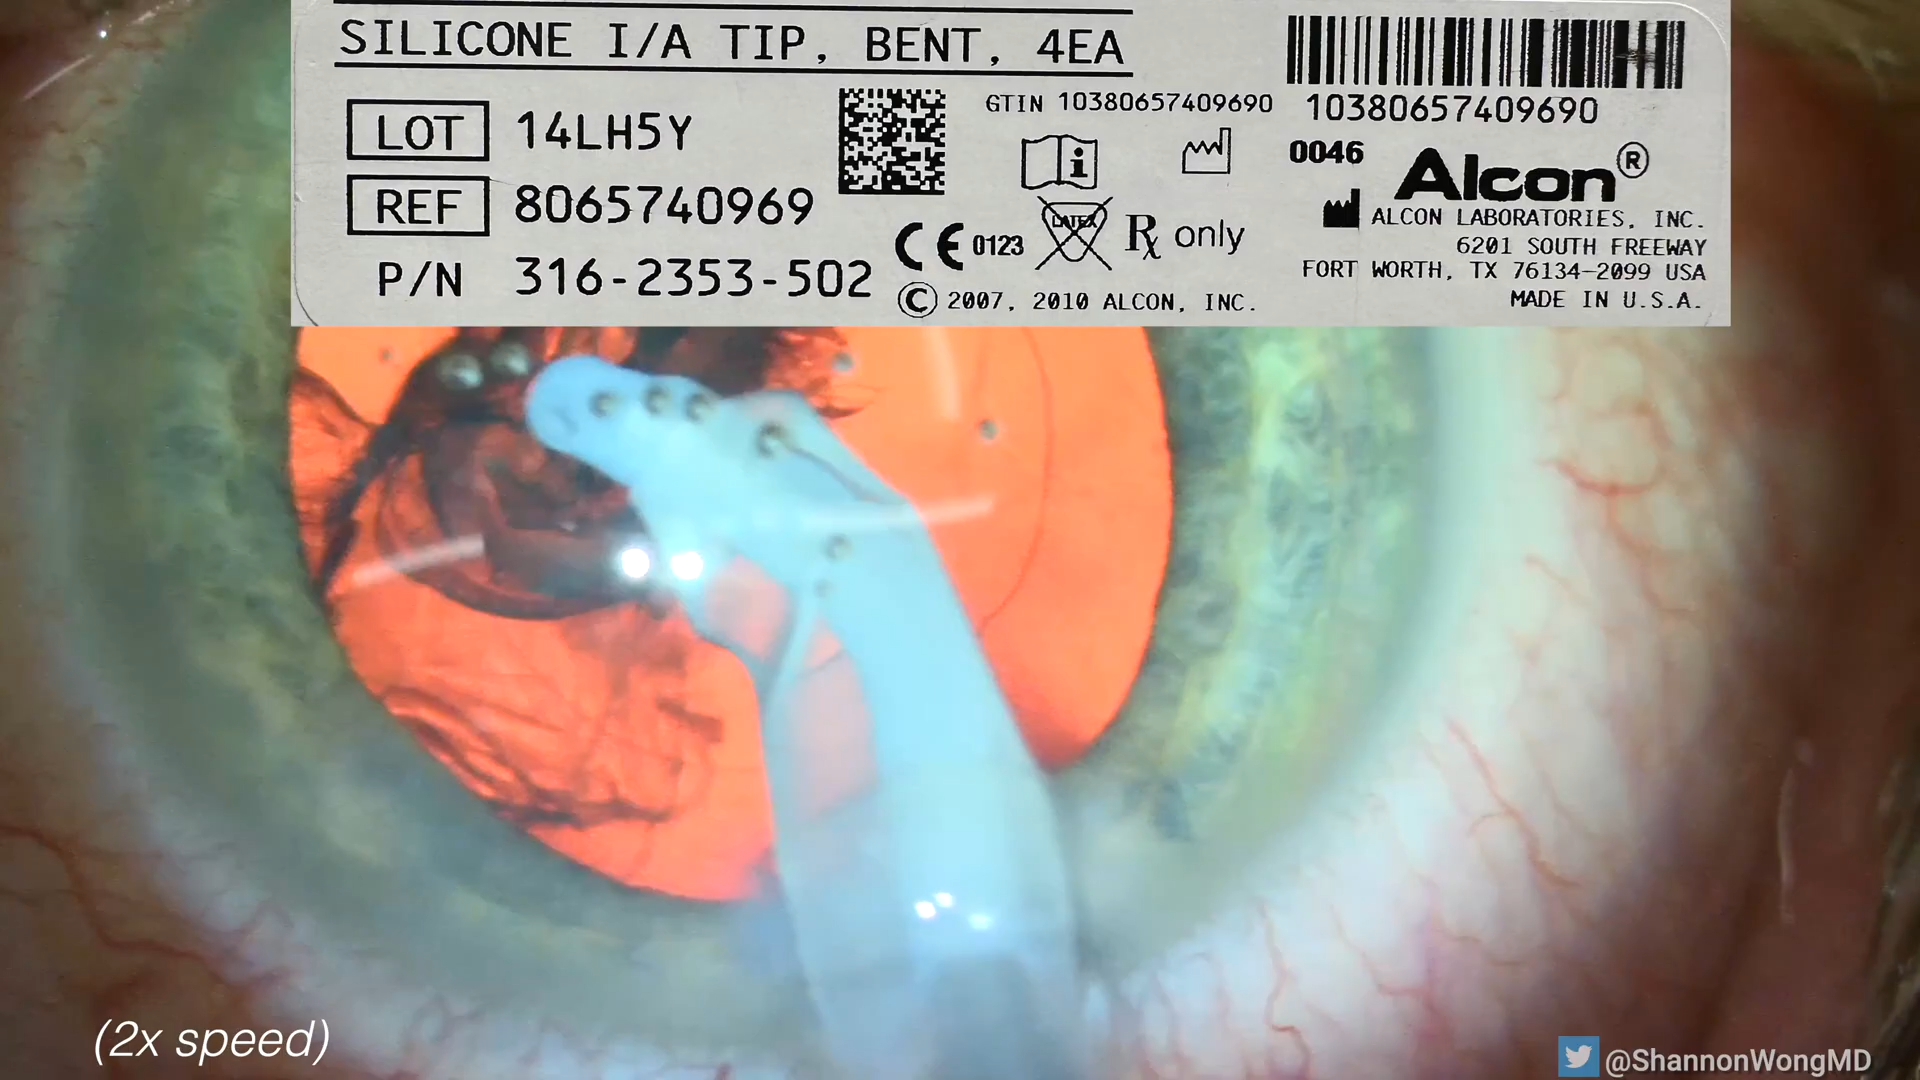 SILICONE I/A TIP, BENT, 4EA
10380657409690
GTIN 10380657409690
LOT 14LH5Y
REF 8065740969
P/N 316-2353-502
CE 0123
LATEX
Rx only
© 2007, 2010 ALCON, INC.
0046
Alcon®
ALCON LABORATORIES, INC.
6201 SOUTH FREEWAY
FORT WORTH, TX 76134-2099 USA
MADE IN U.S.A.
(2x speed)
@ShannonWongMD